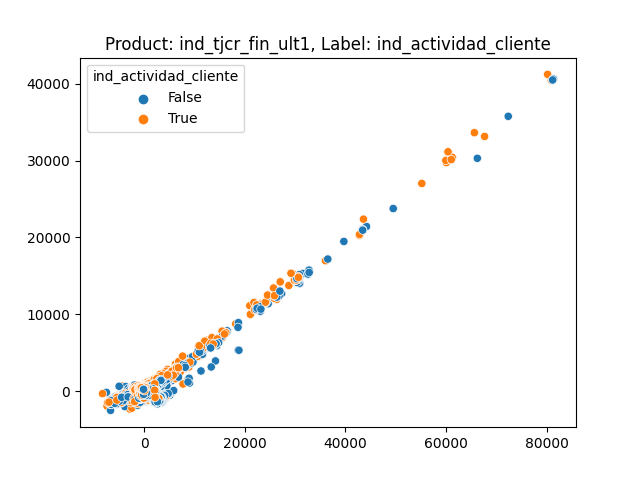 Product: ind_tjcr_fin_ult1, Label: ind_actividad_cliente
ind_actividad_cliente
False
True
40000
30000
20000
10000
0
0 20000 40000 60000 80000